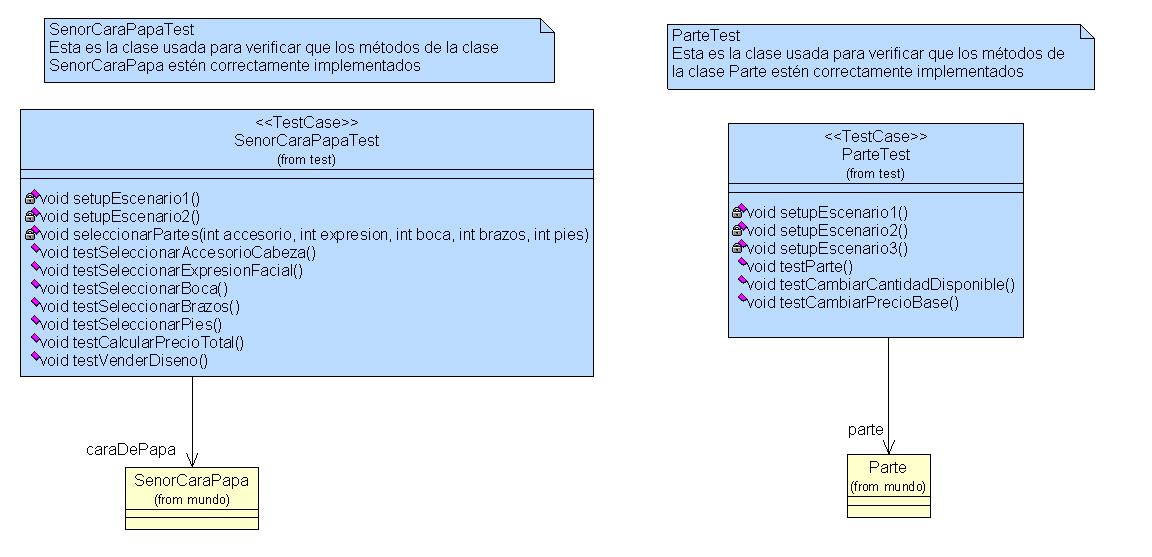 SenorCaraPapaTest
Esta es la clase usada para verificar que los métodos de la clase
SenorCaraPapa estén correctamente implementados
<<TestCase>>
SenorCaraPapaTest
(from test)
void setupEscenario1()
void setupEscenario2()
void seleccionarPartes(int accesorio, int expresion, int boca, int brazos, int pies)
void testSeleccionarAccesorioCabeza()
void testSeleccionarExpresionFacial()
void testSeleccionarBoca()
void testSeleccionarBrazos()
void testSeleccionarPies()
void testCalcularPrecioTotal()
void testVenderDiseno()
caraDePapa
SenorCaraPapa
(from mundo)
ParteTest
Esta es la clase usada para verificar que los métodos de
la clase Parte estén correctamente implementados
<<TestCase>>
ParteTest
(from test)
void setupEscenario1()
void setupEscenario2()
void setupEscenario3()
void testParte()
void testCambiarCantidadDisponible()
void testCambiarPrecioBase()
parte
Parte
(from mundo)